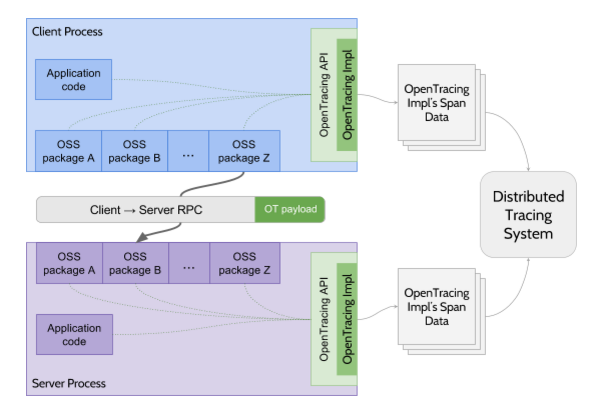 Client Process
Application
code
OSS
package A
OSS
package B
...
OSS
package Z
OpenTracing API
OpenTracing Impl
OpenTracing
Impl's Span
Data
Client → Server RPC
OT payload
Distributed
Tracing
System
OSS
package A
OSS
package B
...
OSS
package Z
Application
code
OpenTracing API
OpenTracing Impl
OpenTracing
Impl's Span
Data
Server Process